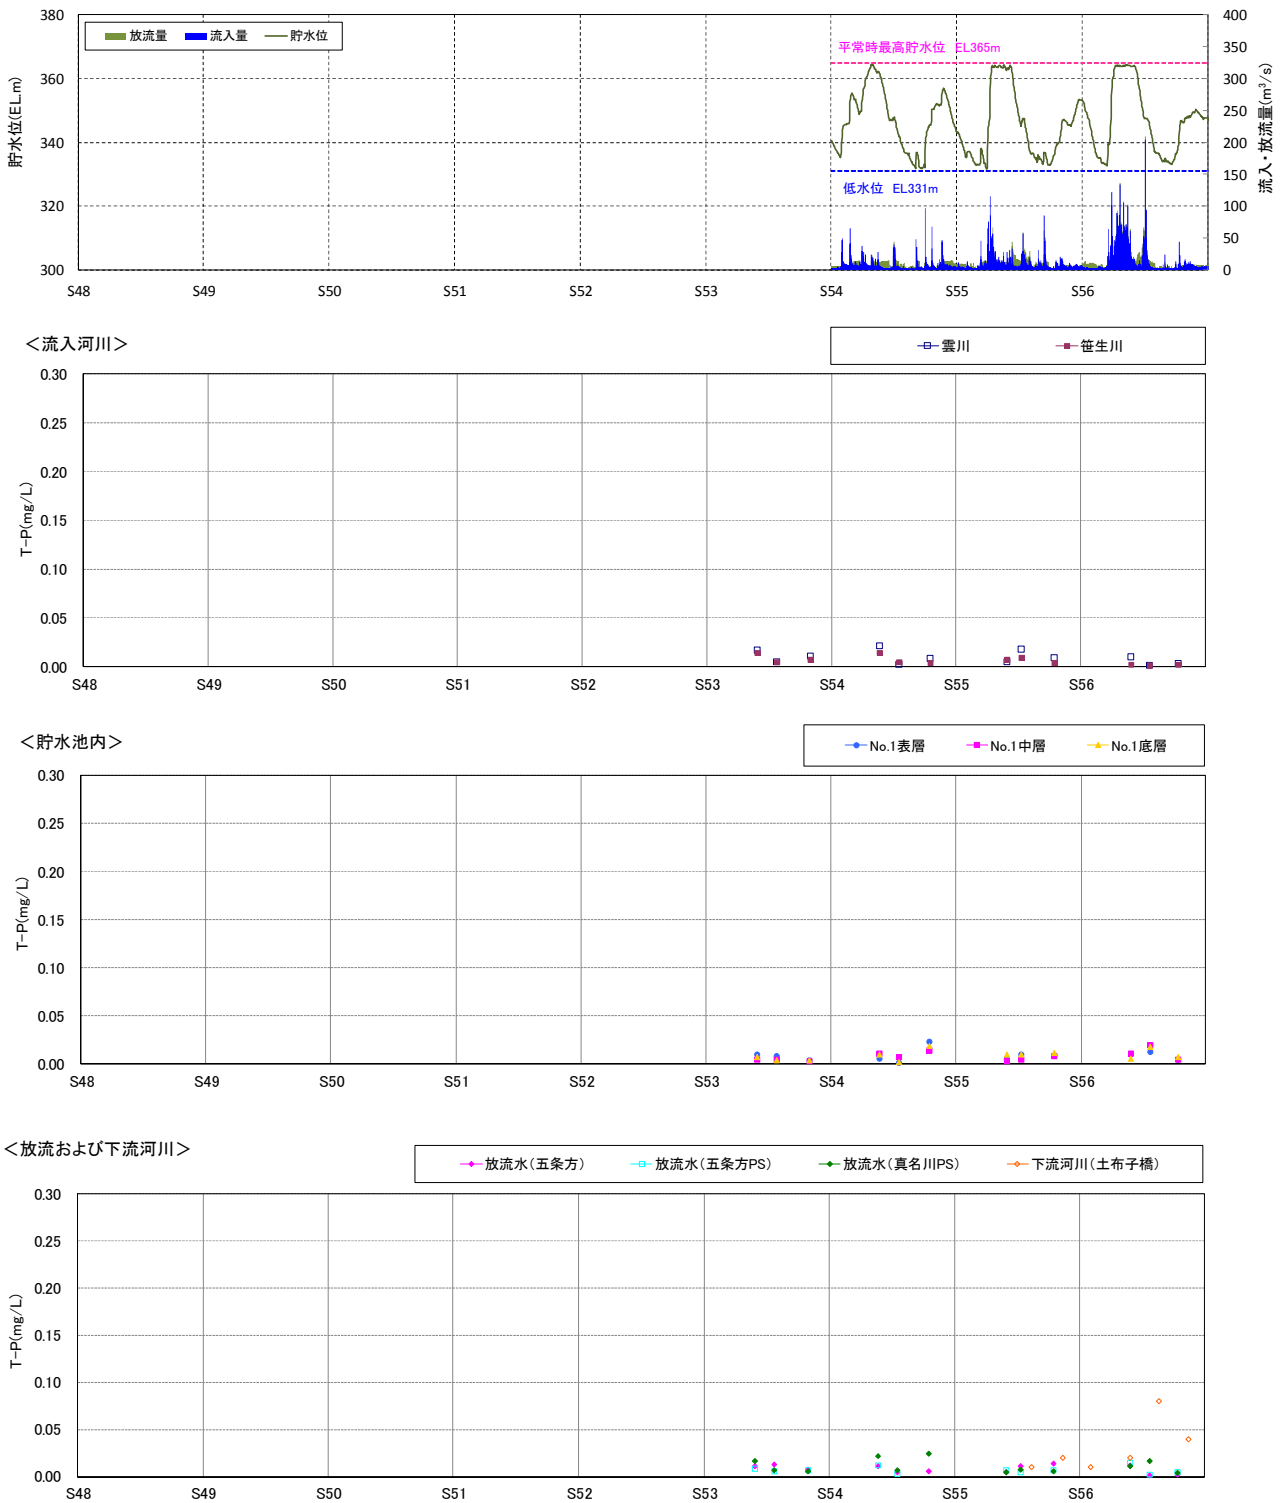 放流量 流入量 貯水位
380
360
340
320
300
貯水位(EL.m)
平常時最高貯水位 EL365m
低水位 EL331m
400
350
300
250
200
150
100
50
0
流入・放流量(m³/s)
S48 S49 S50 S51 S52 S53 S54 S55 S56
＜流入河川＞
雲川 笹生川
0.30
0.25
0.20
0.15
0.10
0.05
0.00
T-P(mg/L)
S48 S49 S50 S51 S52 S53 S54 S55 S56
＜貯水池内＞
No.1表層 No.1中層 No.1底層
0.30
0.25
0.20
0.15
0.10
0.05
0.00
T-P(mg/L)
S48 S49 S50 S51 S52 S53 S54 S55 S56
＜放流および下流河川＞
放流水（五条方） 放流水（五条方PS） 放流水（真名川PS） 下流河川（土布子橋）
0.30
0.25
0.20
0.15
0.10
0.05
0.00
T-P(mg/L)
S48 S49 S50 S51 S52 S53 S54 S55 S56